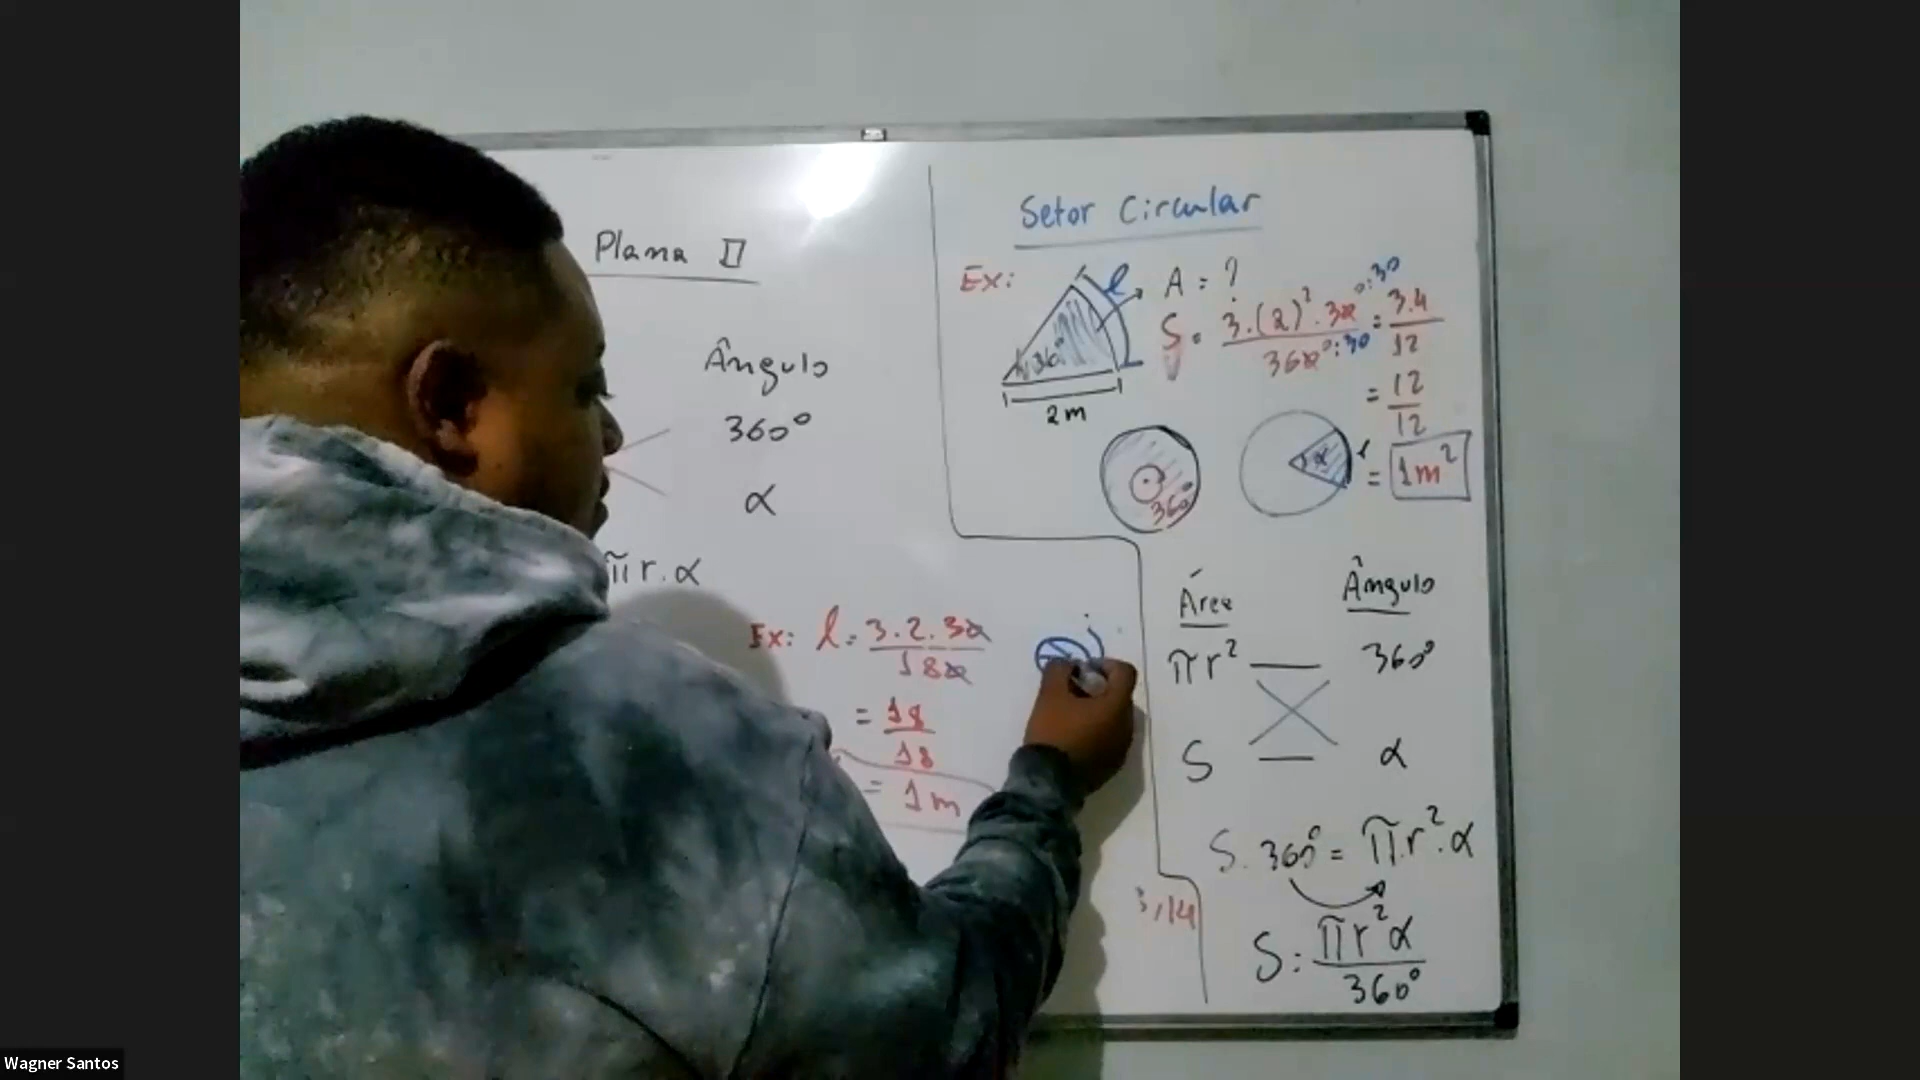 Plana II
Ângulo
360°
α
πr.α
Ex: l = 3.2.30
180
= 18
18
= 1m
Setor Circular
Ex:
l
A = ?
30°
2m
S = 3.(2)².30°:30 = 3.4
360°:30 12
= 12
12
= 1m²
360°
α
l
Área Ângulo
πr² 360°
S α
S.360° = π.r².α
S = πr²α
360°
3,14
Wagner Santos